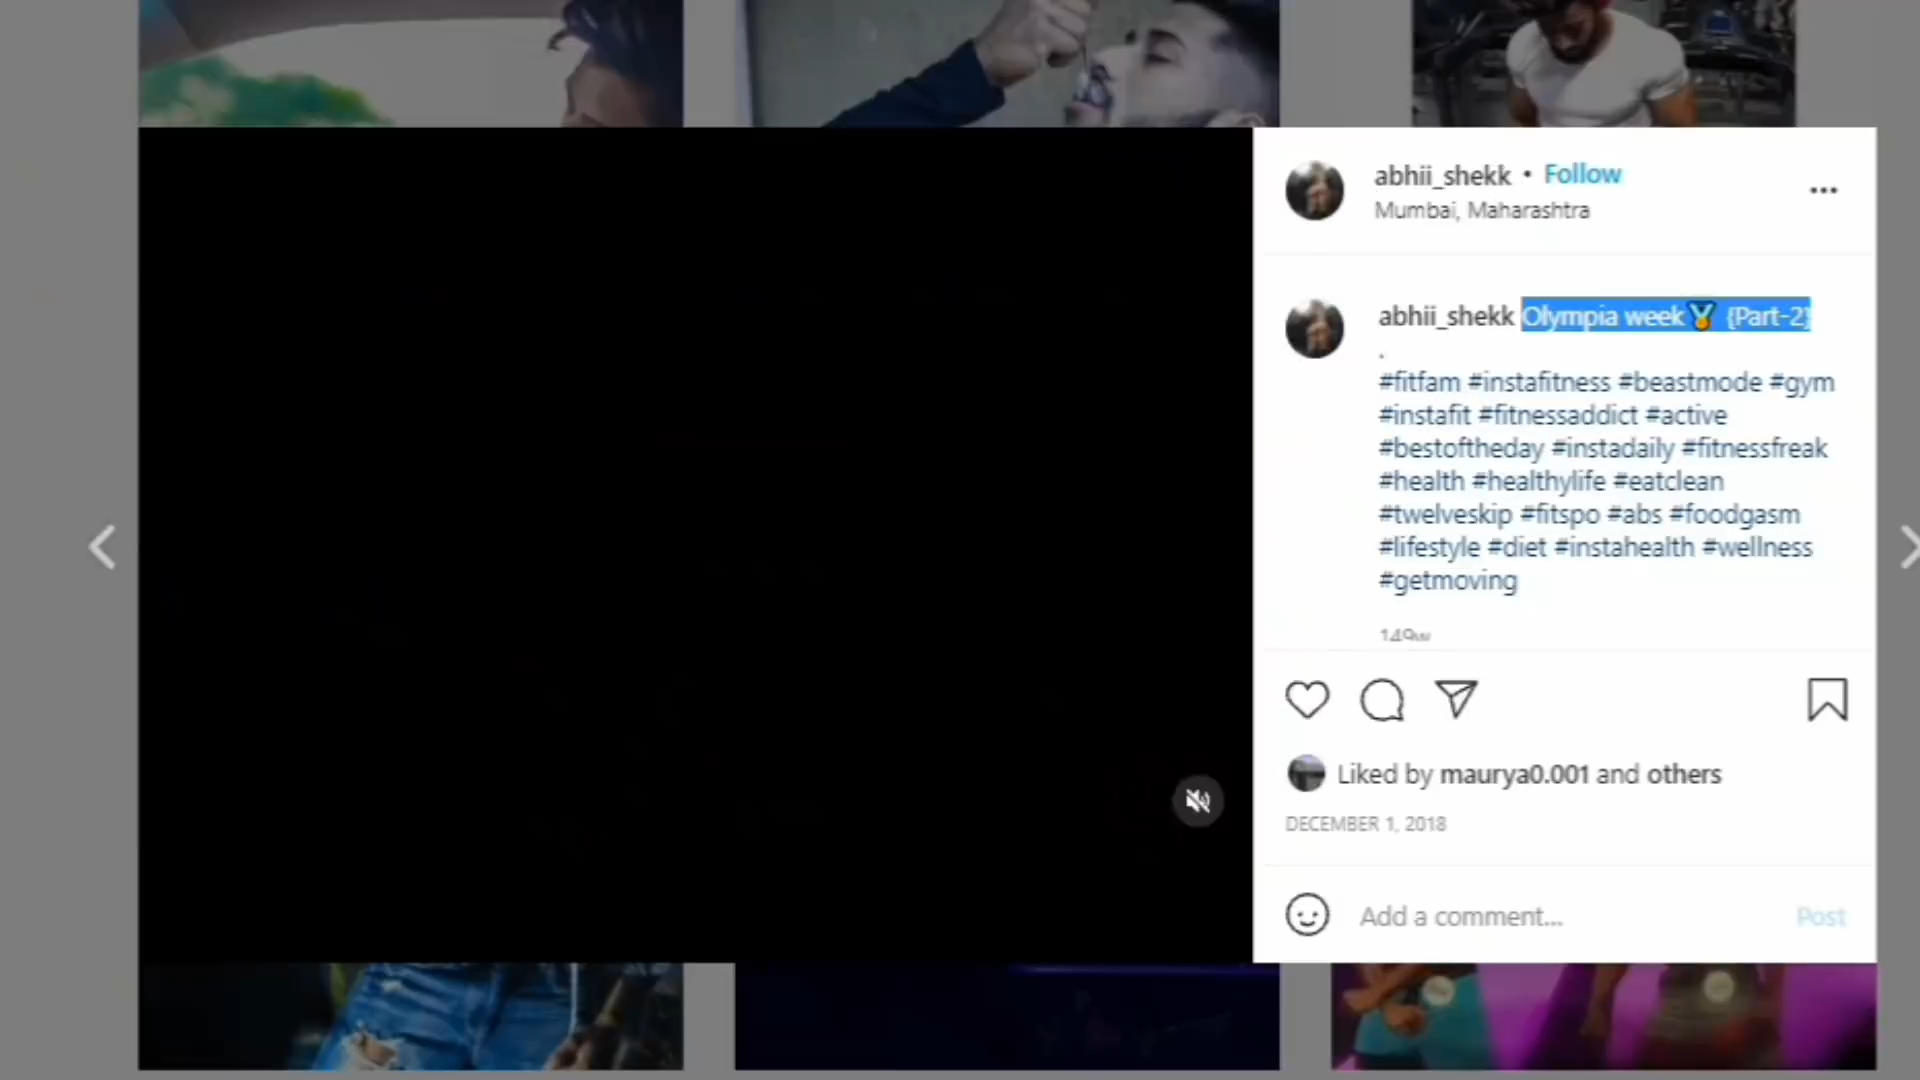 abhii_shekk • Follow
Mumbai, Maharashtra
abhii_shekk Olympia week🏅 {Part-2}
.
#fitfam #instafitness #beastmode #gym
#instafit #fitnessaddict #active
#bestoftheday #instadaily #fitnessfreak
#health #healthylife #eatclean
#twelveskip #fitspo #abs #foodgasm
#lifestyle #diet #instahealth #wellness
#getmoving
149w
Liked by maurya0.001 and others
DECEMBER 1, 2018
Add a comment...
Post